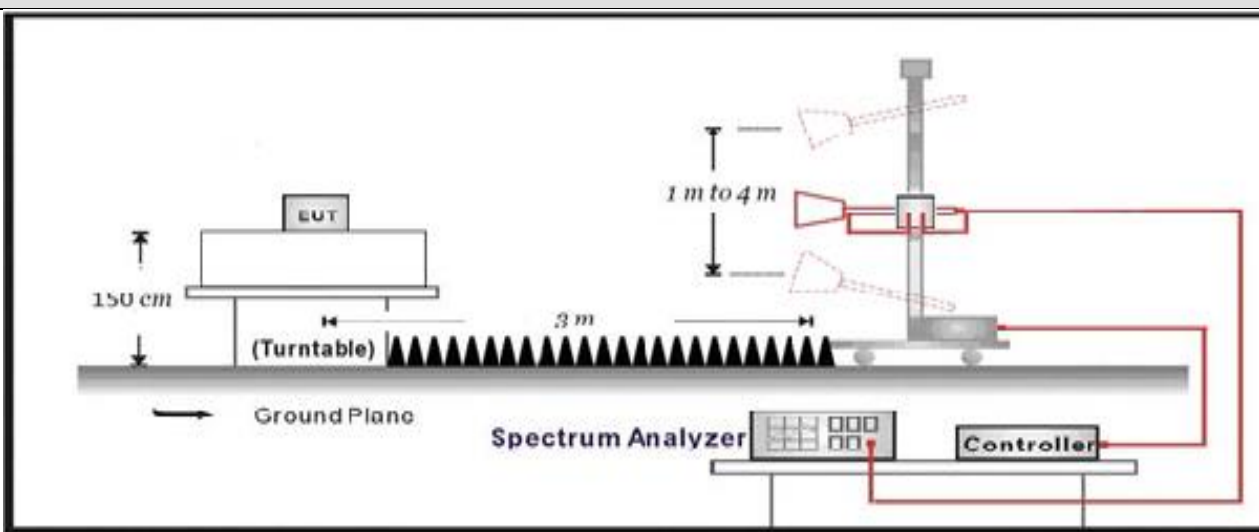 1 m to 4 m
EUT
150 cm
3 m
(Turntable)
Ground Plane
Spectrum Analyzer
Controller